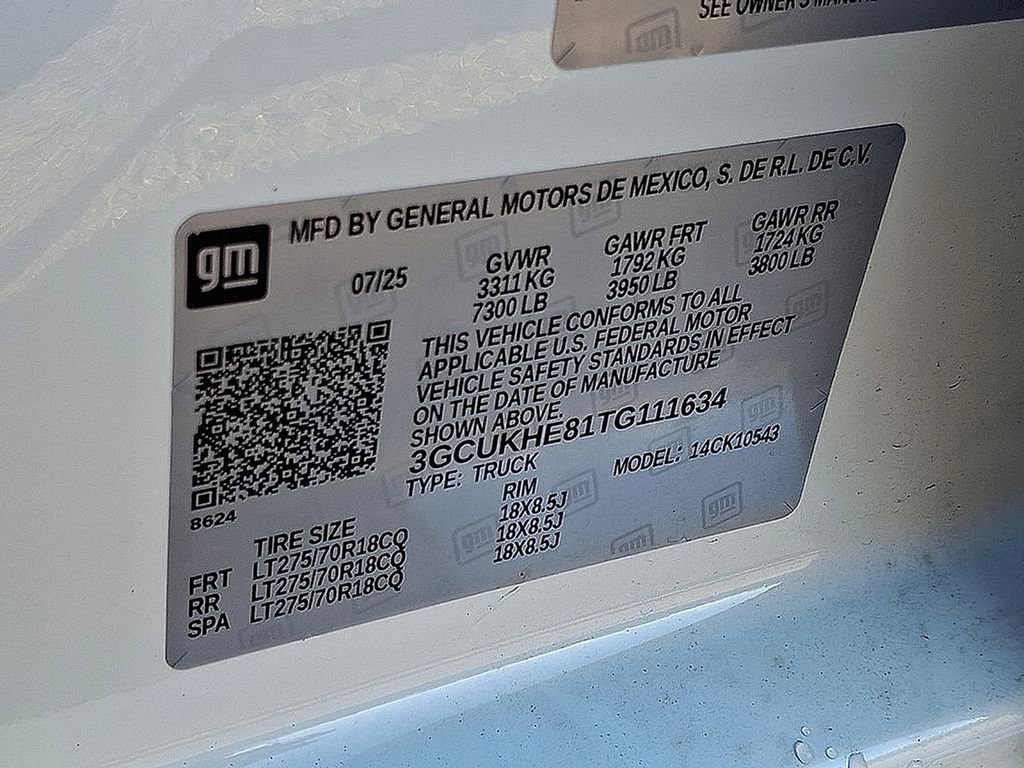 SEE OWNER'S MANUAL
gm
MFD BY GENERAL MOTORS DE MEXICO, S. DE R.L. DE C.V.
07/25 GVWR GAWR FRT GAWR RR
3311 KG 1792 KG 1724 KG
7300 LB 3950 LB 3800 LB
THIS VEHICLE CONFORMS TO ALL
APPLICABLE U.S. FEDERAL MOTOR
VEHICLE SAFETY STANDARDS IN EFFECT
ON THE DATE OF MANUFACTURE
SHOWN ABOVE.
3GCUKHE81TG111634
TYPE: TRUCK MODEL: 14CK10543
8624
TIRE SIZE RIM
FRT LT275/70R18CQ 18X8.5J
RR LT275/70R18CQ 18X8.5J
SPA LT275/70R18CQ 18X8.5J